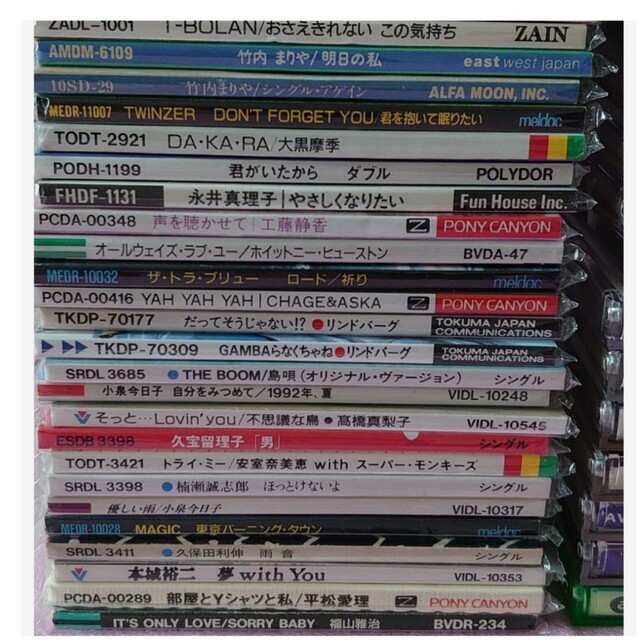 ZADL-1001 T-BOLAN/おさえきれない この気持ち ZAIN
AMDM-6109 竹内 まりや/明日の私 east west japan
10SD-29 竹内まりや/シングル・アゲイン ALFA MOON, INC.
MEDR-11007 TWINZER DON'T FORGET YOU/君を抱いて眠りたい meldac
TODT-2921 DA・KA・RA/大黒摩季
PODH-1199 君がいたから ダブル POLYDOR
FHDF-1131 永井真理子|やさしくなりたい Fun House Inc.
PCDA-00348 声を聴かせて|工藤静香 PONY CANYON
オールウェイズ・ラブ・ユー/ホイットニー・ヒューストン BVDA-47
MEDR-10032 ザ・トラ・ブリュー ロード/祈り meldac
PCDA-00416 YAH YAH YAH|CHAGE&ASKA PONY CANYON
TKDP-70177 だってそうじゃない!?●リンドバーグ TOKUMA JAPAN COMMUNICATIONS
TKDP-70309 GAMBAらなくちゃね●リンドバーグ TOKUMA JAPAN COMMUNICATIONS
SRDL 3685 ●THE BOOM/島唄(オリジナル・ヴァージョン) シングル
小泉今日子 自分をみつめて/1992年、夏 VIDL-10248
そっと…Lovin'you/不思議な鳥●高橋真梨子 VIDL-10545
ESDB 3398 久宝留理子「男」 シングル
TODT-3421 トライ・ミー/安室奈美恵 with スーパー・モンキーズ
SRDL 3398 ●楠瀬誠志郎 ほっとけないよ シングル
優しい雨/小泉今日子 VIDL-10317
MEDR-10028 MAGIC 東京バーニング・タウン meldac
SRDL 3411 ●久保田利伸 雨音 シングル
本城裕二 夢 with You VIDL-10353
PCDA-00289 部屋とYシャツと私/平松愛理 PONY CANYON
IT'S ONLY LOVE/SORRY BABY 福山雅治 BVDR-234